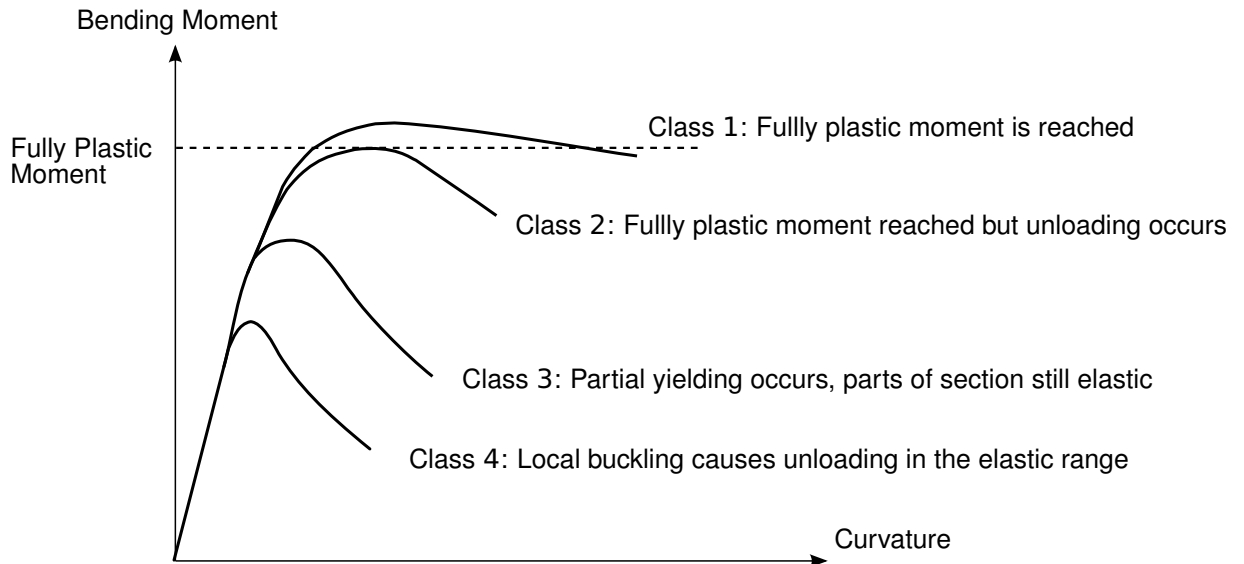 Bending Moment
Class 1: Fullly plastic moment is reached
Fully Plastic
Moment
Class 2: Fullly plastic moment reached but unloading occurs
Class 3: Partial yielding occurs, parts of section still elastic
Class 4: Local buckling causes unloading in the elastic range
Curvature